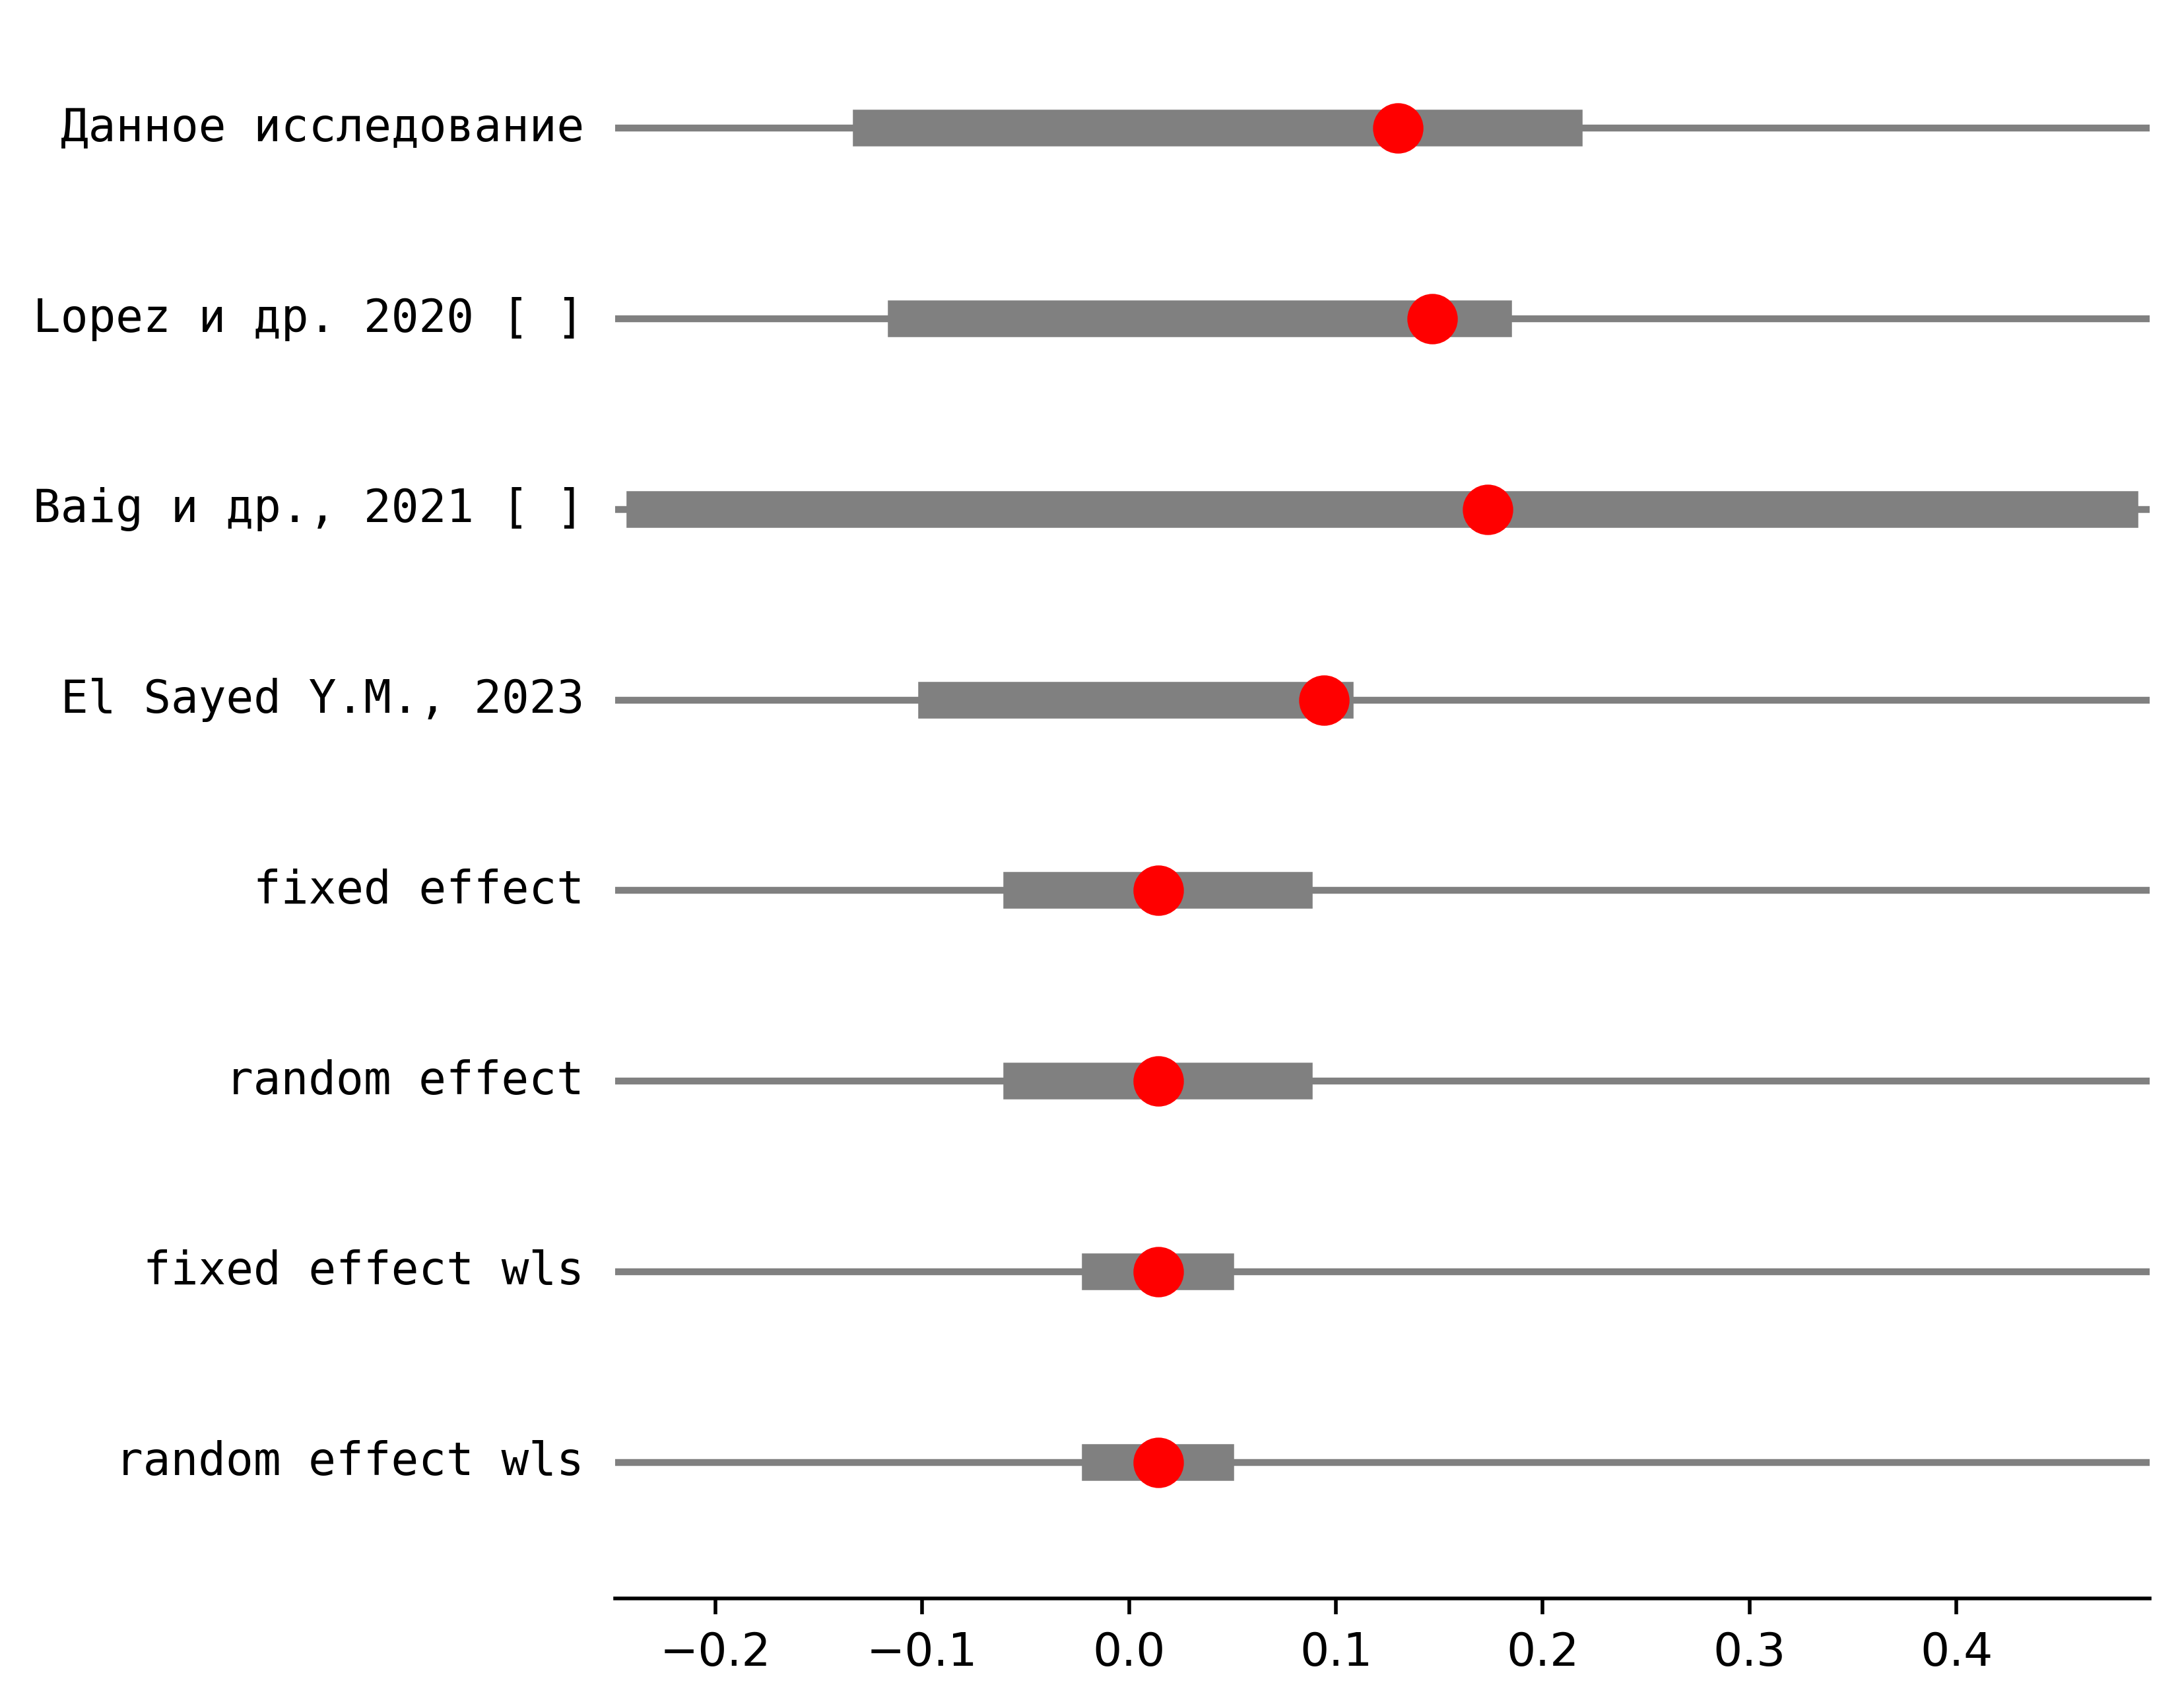 Данное исследование
Lopez и др. 2020 [ ]
Baig и др., 2021 [ ]
El Sayed Y.M., 2023
fixed effect
random effect
fixed effect wls
random effect wls
−0.2 −0.1 0.0 0.1 0.2 0.3 0.4